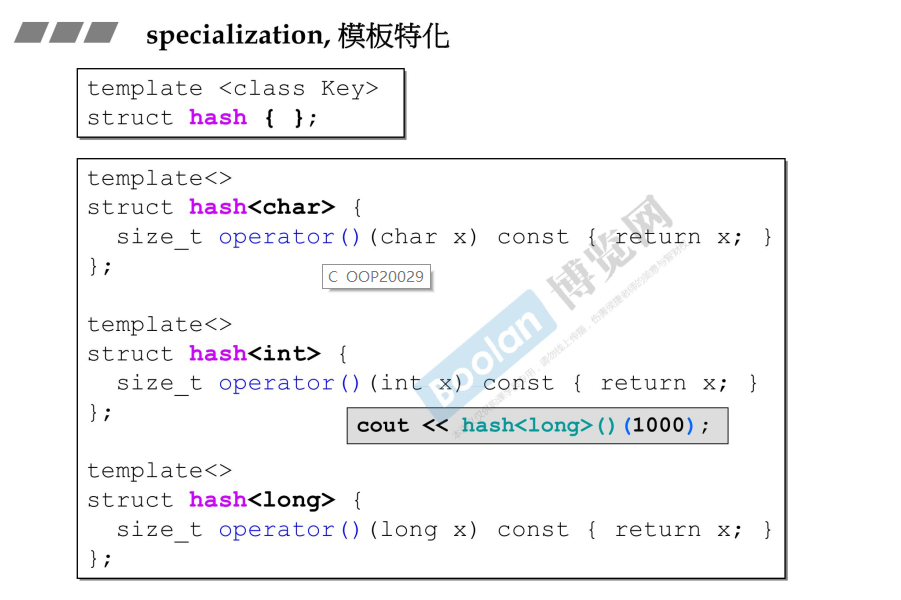 specialization, 模板特化
template <class Key>
struct hash { };
template<>
struct hash<char> {
  size_t operator()(char x) const { return x; }
};
C OOP20029
template<>
struct hash<int> {
  size_t operator()(int x) const { return x; }
};
cout << hash<long>()(1000);
template<>
struct hash<long> {
  size_t operator()(long x) const { return x; }
};
Boolan 博览网